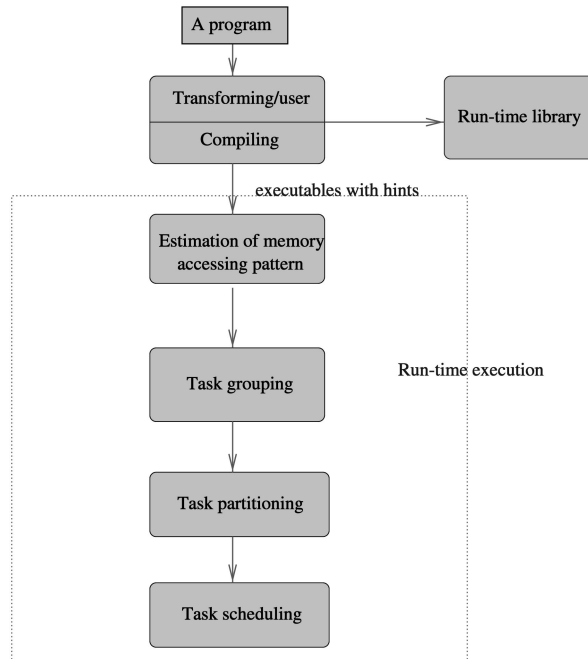 A program
Transforming/user
Compiling
Run-time library
executables with hints
Estimation of memory
accessing pattern
Task grouping
Run-time execution
Task partitioning
Task scheduling